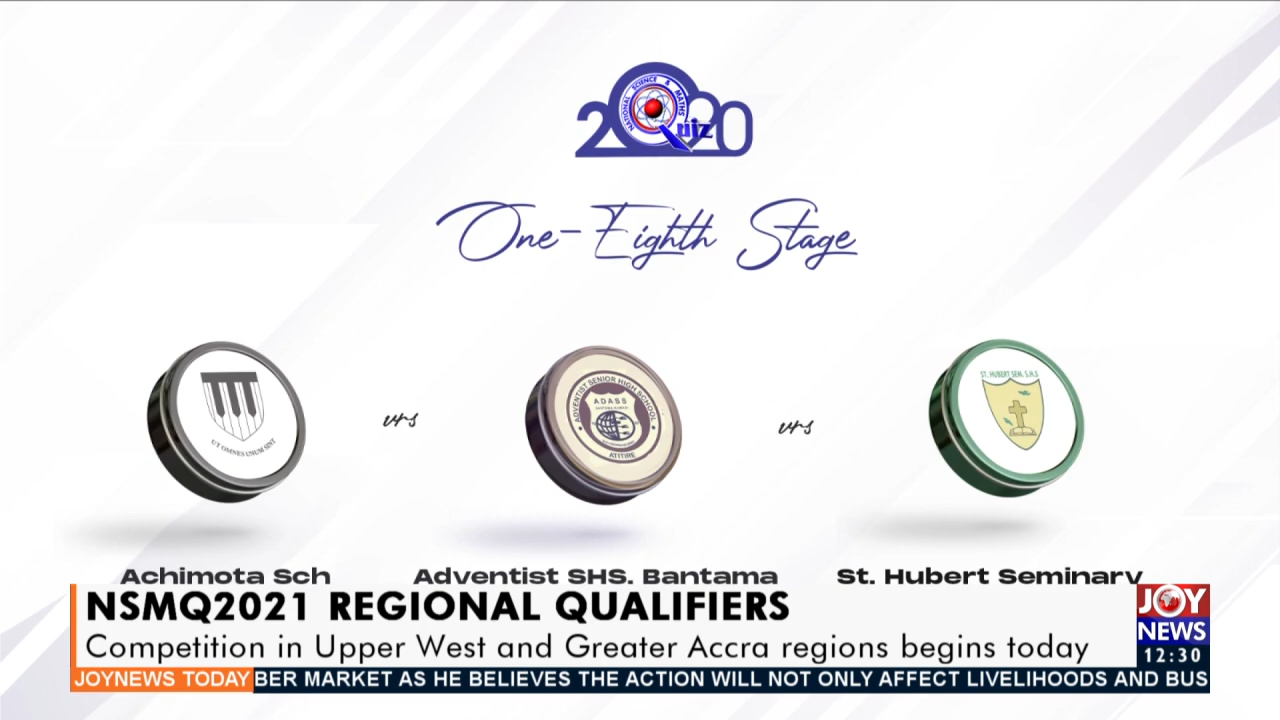 2020
NATIONAL SCIENCE & MATHS
Quiz
One-Eighth Stage
UT OMNES UNUM SINT
vrs
ADVENTIST SENIOR HIGH SCHOOL
ADASS
ATITIRE
vrs
ST. HUBERT SEM. S.H.S
Achimota Sch
Adventist SHS, Bantama
St. Hubert Seminary
NSMQ2021 REGIONAL QUALIFIERS
Competition in Upper West and Greater Accra regions begins today
JOY
NEWS
12:30
JOYNEWS TODAY
BER MARKET AS HE BELIEVES THE ACTION WILL NOT ONLY AFFECT LIVELIHOODS AND BUS